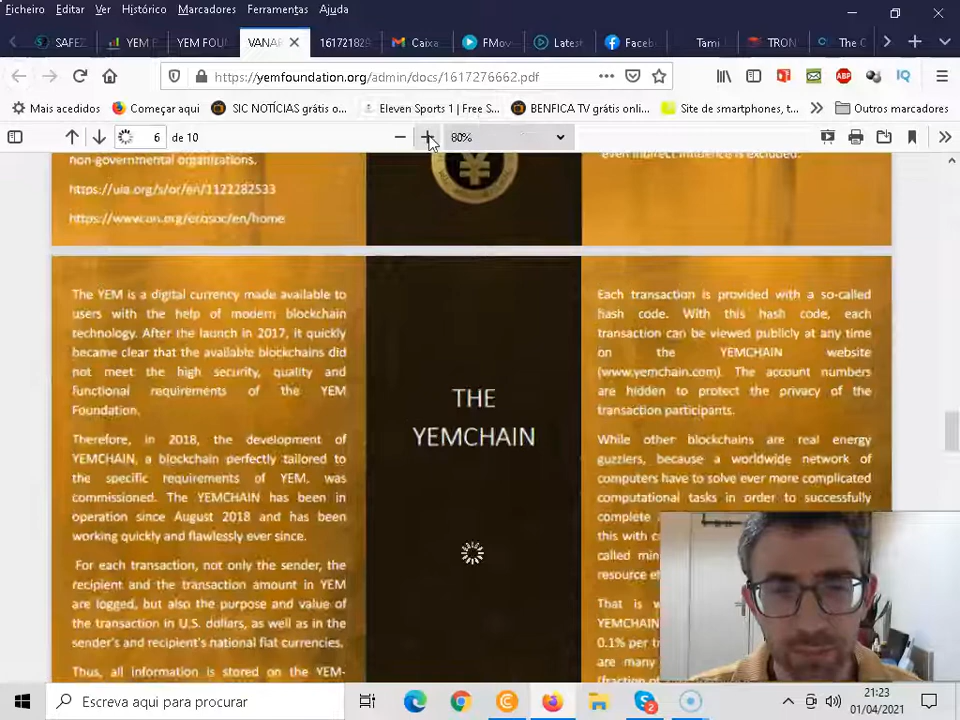 Ficheiro Editar Ver Histórico Marcadores Ferramentas Ajuda
SAFEZ YEM F YEM FOU VANAR 161721829 Caixa FMov Latest Faceb Tami TRON The C
https://yemfoundation.org/admin/docs/1617276662.pdf
ABP IQ
Mais acedidos Começar aqui SIC NOTÍCIAS grátis o... Eleven Sports 1 | Free S... BENFICA TV grátis onl... Site de smartphones, t... Outro marcadores
6 de 10 80%
non-governmental organizations.
https://uia.org/s/or/en/1122282533
https://www.un.org/ecosoc/en/home
even indirect influence is excluded.
The YEM is a digital currency made available to
users with the help of modern blockchain
technology. After the launch in 2017, it quickly
became clear that the available blockchains did
not meet the high security, quality and
functional requirements of the YEM
Foundation.
Therefore, in 2018, the development of
YEMCHAIN, a blockchain perfectly tailored to
the specific requirements of YEM, was
commissioned. The YEMCHAIN has been in
operation since August 2018 and has been
working quickly and flawlessly ever since.
For each transaction, not only the sender, the
recipient and the transaction amount in YEM
are logged, but also the purpose and value of
the transaction in U.S. dollars, as well as in the
sender's and recipient's national fiat currencies.
Thus, all information is stored on the YEM-
THE
YEMCHAIN
Each transaction is provided with a so-called
hash code. With this hash code, each
transaction can be viewed publicly at any time
on the YEMCHAIN website
(www.yemchain.com). The account numbers
are hidden to protect the privacy of the
transaction participants.
While other blockchains are real energy
guzzlers, because a worldwide network of
computers have to solve ever more complicated
computational tasks in order to successfully
complete
this with c
called min
resource ef
That is w
YEMCHAIN
0.1% per t
are many
(fraction of
Escreva aqui para procurar
2
21:23
01/04/2021